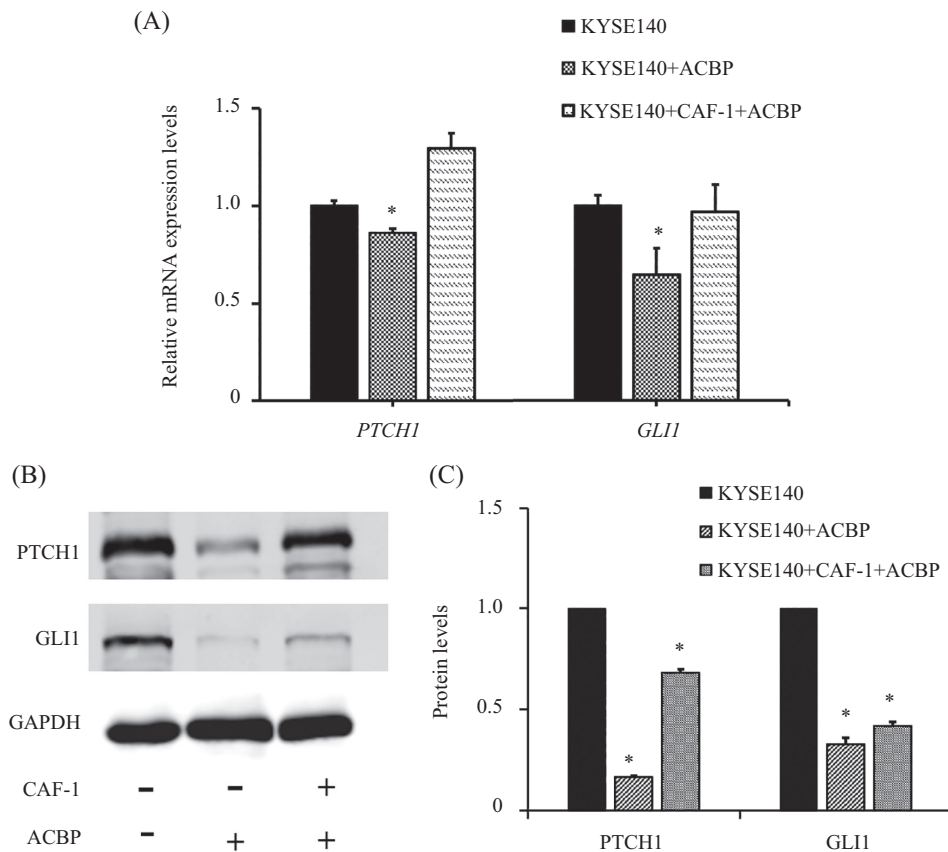 (A)
KYSE140
KYSE140+ACBP
KYSE140+CAF-1+ACBP
Relative mRNA expression levels
1.5
1.0
0.5
0
*
*
PTCH1
GLI1
(B)
PTCH1
GLI1
GAPDH
CAF-1 - - +
ACBP - + +
(C)
KYSE140
KYSE140+ACBP
KYSE140+CAF-1+ACBP
Protein levels
1.5
1.0
0.5
0
*
*
*
*
PTCH1
GLI1